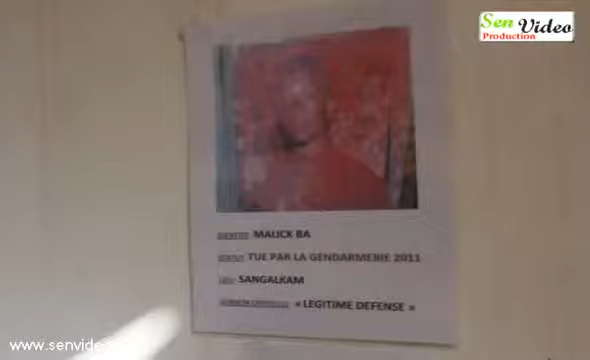 Sen Video
Production
MALICK BA
TUE PAR LA GENDARMERIE 2011
SANGALKAM
« LEGITIME DEFENSE »
www.senvide